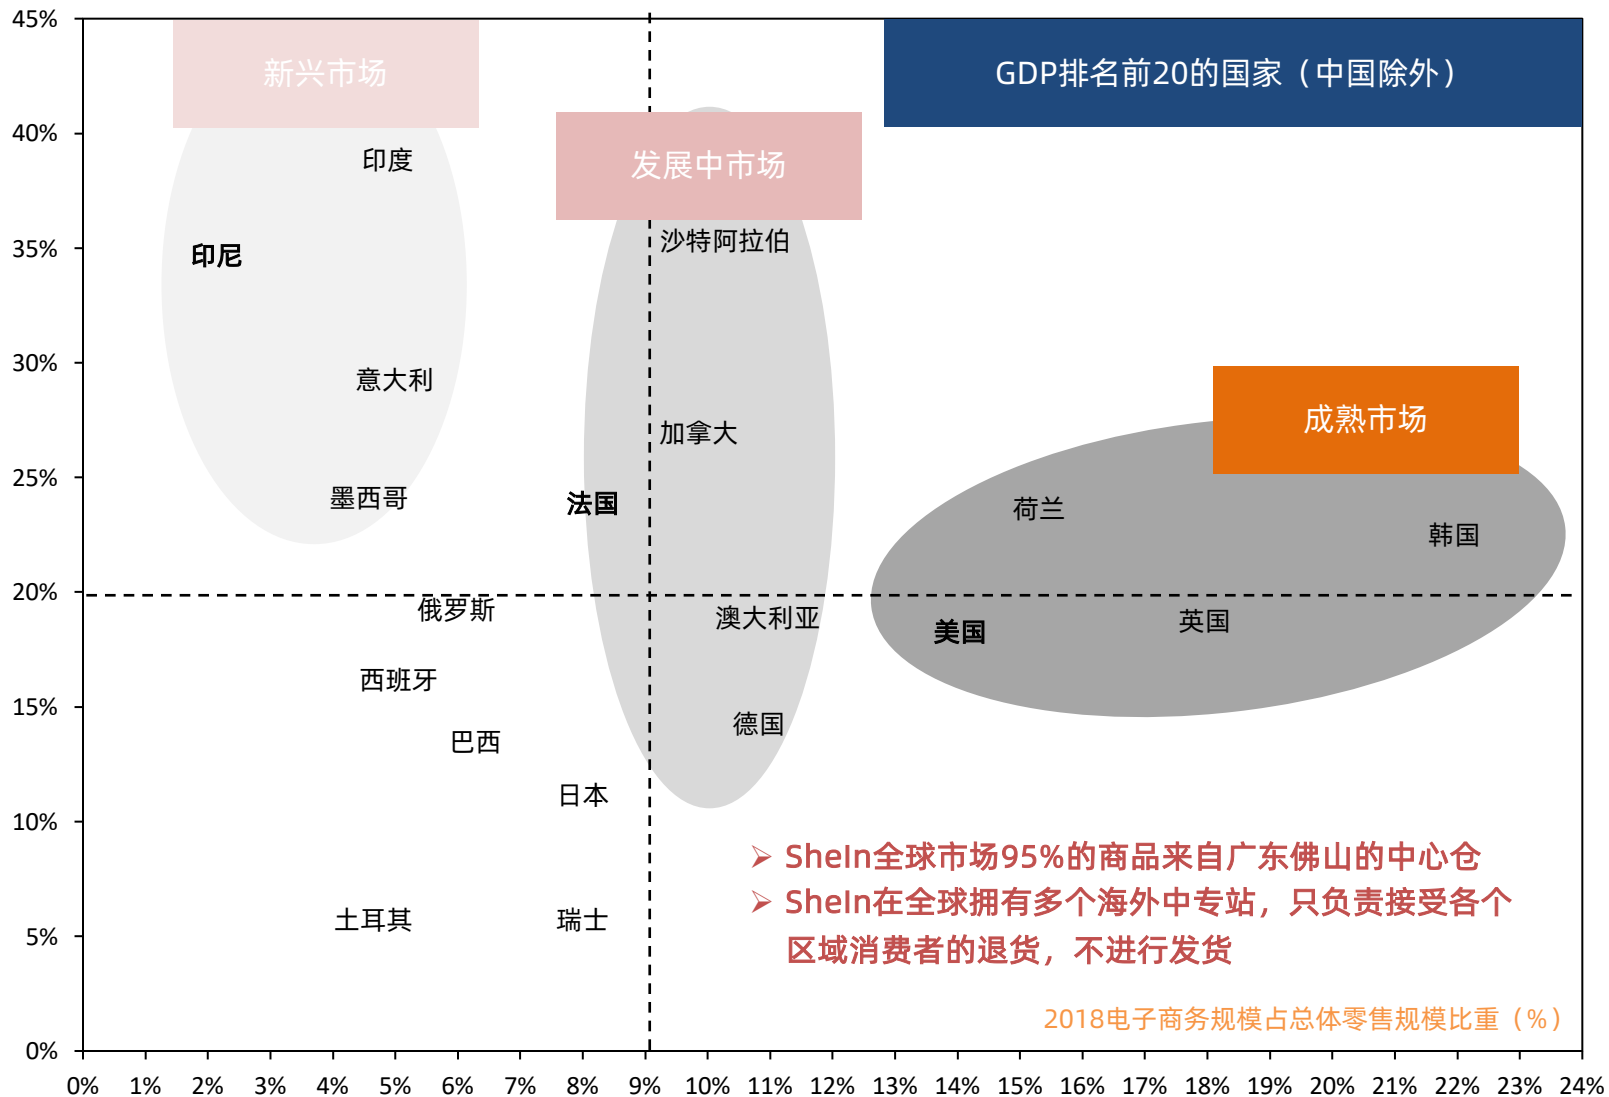 45%
新兴市场
GDP排名前20的国家（中国除外）
40%
印度
发展中市场
35%
印尼
沙特阿拉伯
30%
意大利
成熟市场
加拿大
25%
墨西哥
法国
荷兰
韩国
20%
俄罗斯
澳大利亚
美国
英国
西班牙
15%
巴西
德国
日本
10%
➢ SheIn全球市场95%的商品来自广东佛山的中心仓
➢ SheIn在全球拥有多个海外中专站，只负责接受各个
区域消费者的退货，不进行发货
5%
土耳其
瑞士
2018电子商务规模占总体零售规模比重（%）
0%
0% 1% 2% 3% 4% 5% 6% 7% 8% 9% 10% 11% 12% 13% 14% 15% 16% 17% 18% 19% 20% 21% 22% 23% 24%